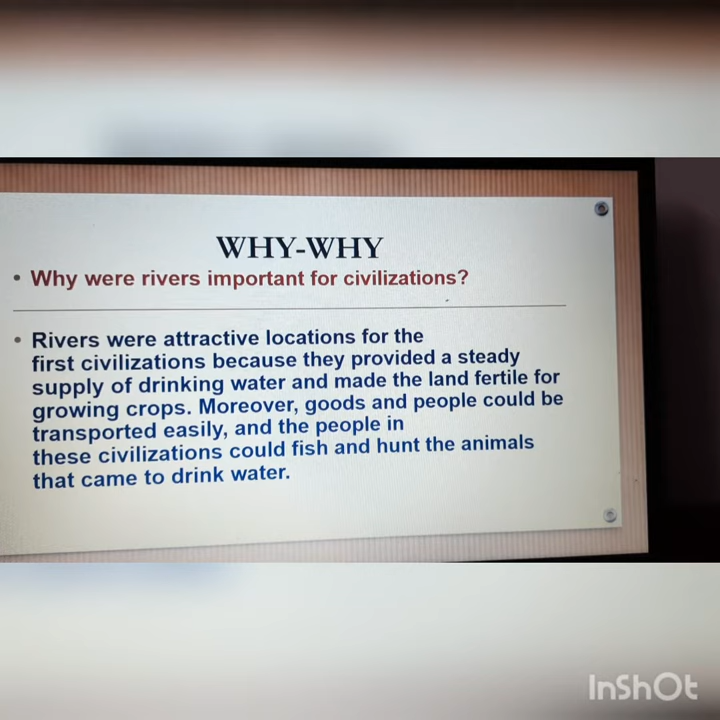 WHY-WHY
• Why were rivers important for civilizations?
• Rivers were attractive locations for the
first civilizations because they provided a steady
supply of drinking water and made the land fertile for
growing crops. Moreover, goods and people could be
transported easily, and the people in
these civilizations could fish and hunt the animals
that came to drink water.
InShOt